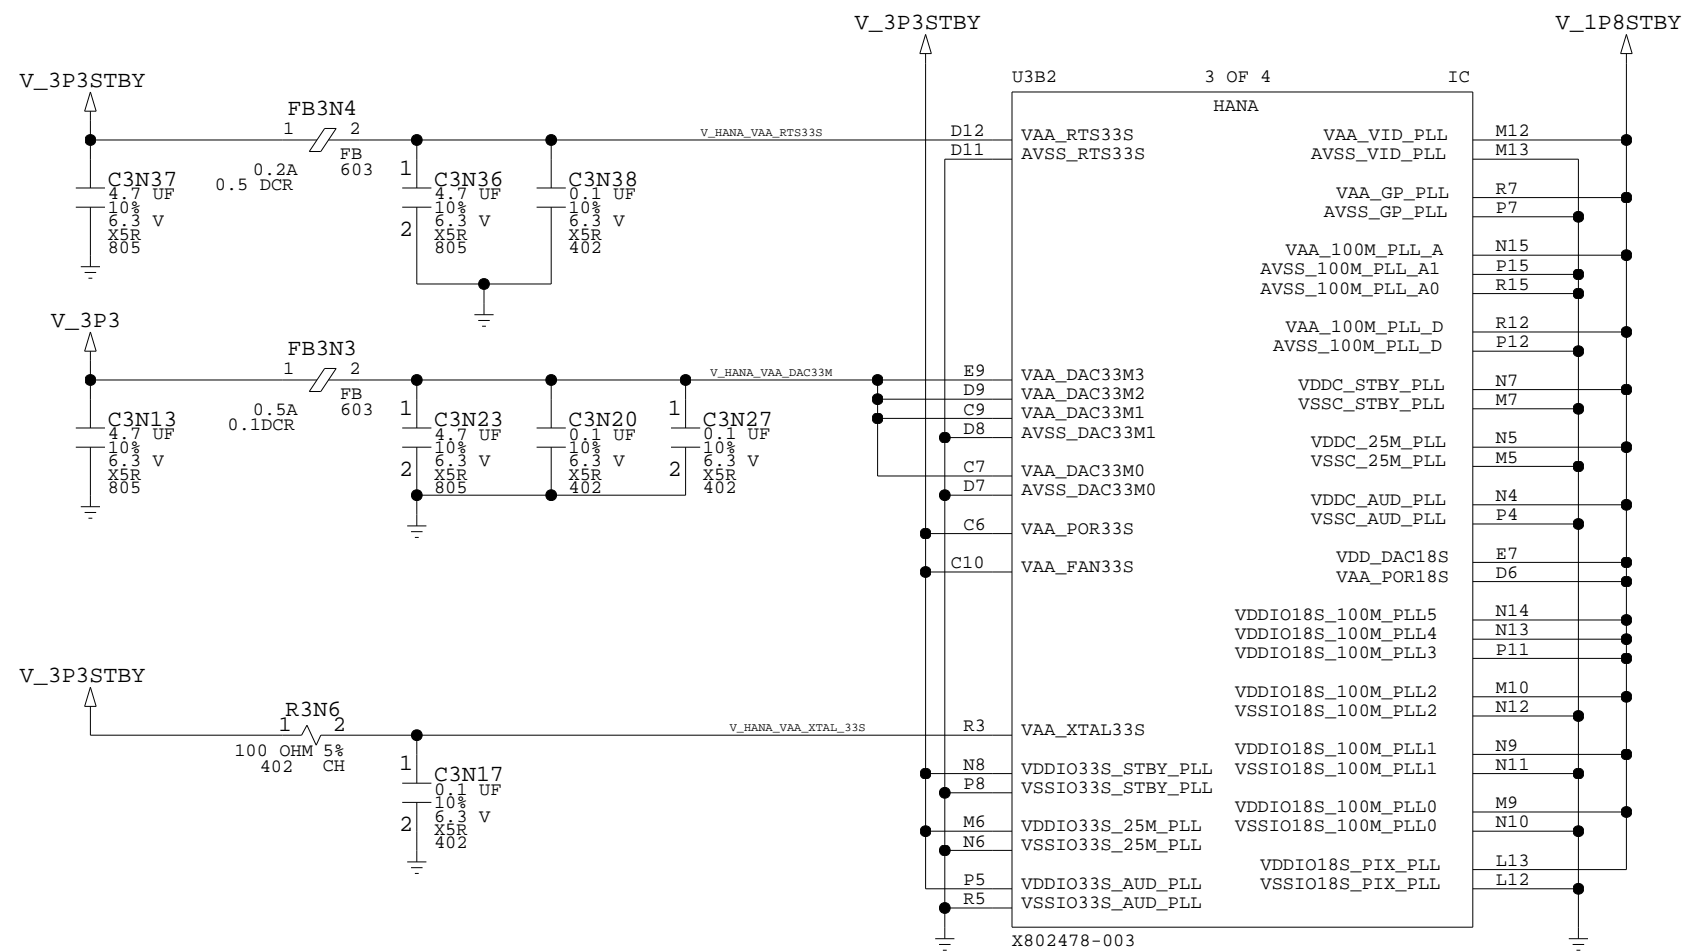 V_3P3STBY
V_1P8STBY
V_3P3STBY
U3B2 3 OF 4 IC
HANA
FB3N4
1 2
FB
603
0.2A
0.5 DCR
V_HANA_VAA_RTS33S
C3N37
4.7 UF
10%
6.3 V
X5R
805
1
2
C3N36
4.7 UF
10%
6.3 V
X5R
805
C3N38
0.1 UF
10%
6.3 V
X5R
402
V_3P3
FB3N3
1 2
FB
603
0.5A
0.1DCR
V_HANA_VAA_DAC33M
C3N13
4.7 UF
10%
6.3 V
X5R
805
1
2
C3N23
4.7 UF
10%
6.3 V
X5R
805
C3N20
0.1 UF
10%
6.3 V
X5R
402
1
2
C3N27
0.1 UF
10%
6.3 V
X5R
402
V_3P3STBY
R3N6
1 2
100 OHM 5%
402 CH
V_HANA_VAA_XTAL_33S
1
2
C3N17
0.1 UF
10%
6.3 V
X5R
402
D12 VAA_RTS33S
D11 AVSS_RTS33S
E9 VAA_DAC33M3
D9 VAA_DAC33M2
C9 VAA_DAC33M1
D8 AVSS_DAC33M1
C7 VAA_DAC33M0
D7 AVSS_DAC33M0
C6 VAA_POR33S
C10 VAA_FAN33S
R3 VAA_XTAL33S
N8 VDDIO33S_STBY_PLL
P8 VSSIO33S_STBY_PLL
M6 VDDIO33S_25M_PLL
N6 VSSIO33S_25M_PLL
P5 VDDIO33S_AUD_PLL
R5 VSSIO33S_AUD_PLL
VAA_VID_PLL M12
AVSS_VID_PLL M13
VAA_GP_PLL R7
AVSS_GP_PLL P7
VAA_100M_PLL_A N15
AVSS_100M_PLL_A1 P15
AVSS_100M_PLL_A0 R15
VAA_100M_PLL_D R12
AVSS_100M_PLL_D P12
VDDC_STBY_PLL N7
VSSC_STBY_PLL M7
VDDC_25M_PLL N5
VSSC_25M_PLL M5
VDDC_AUD_PLL N4
VSSC_AUD_PLL P4
VDD_DAC18S E7
VAA_POR18S D6
VDDIO18S_100M_PLL5 N14
VDDIO18S_100M_PLL4 N13
VDDIO18S_100M_PLL3 P11
VDDIO18S_100M_PLL2 M10
VSSIO18S_100M_PLL2 N12
VDDIO18S_100M_PLL1 N9
VSSIO18S_100M_PLL1 N11
VDDIO18S_100M_PLL0 M9
VSSIO18S_100M_PLL0 N10
VDDIO18S_PIX_PLL L13
VSSIO18S_PIX_PLL L12
X802478-003